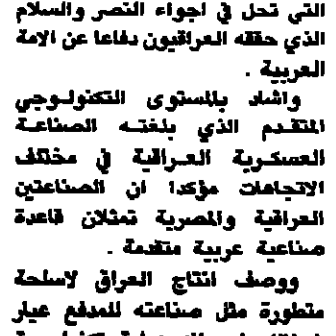 التي تحل في اجواء النصر والسلام
الذي حققه العراقيون دفاعا عن الامة
العربية .
واشاد بالمستوى التكنولوجي
المتقدم الذي بلغته الصناعة
العسكرية العراقية في مختلف
الاتجاهات مؤكدا ان الصناعتين
العراقية والمصرية تمثلان قاعدة
صناعية عربية متقدمة .
ووصف انتاج العراق لاسلحة
متطورة مثل صناعته للمدفع عيار